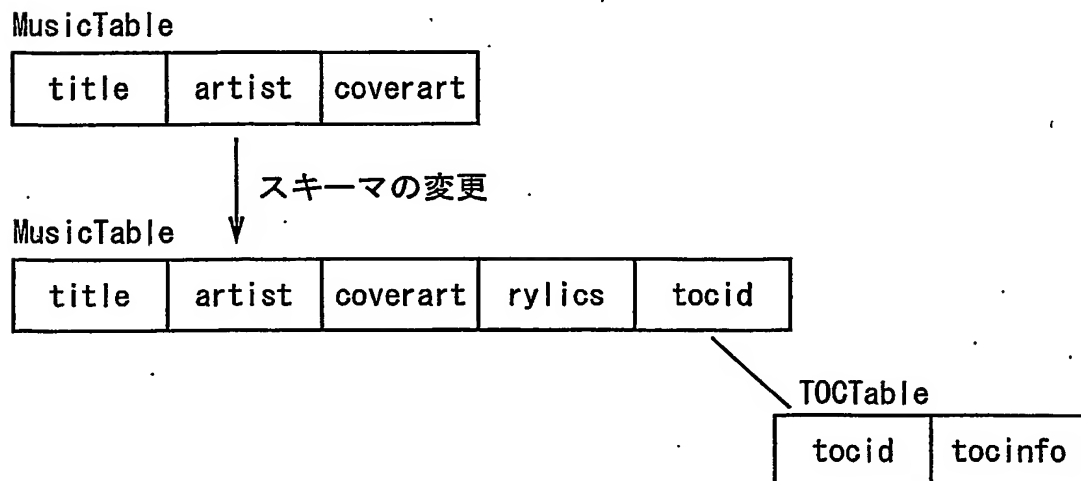 MusicTable
title artist coverart
スキーマの変更
MusicTable
title artist coverart rylics tocid
TOCTable
tocid tocinfo